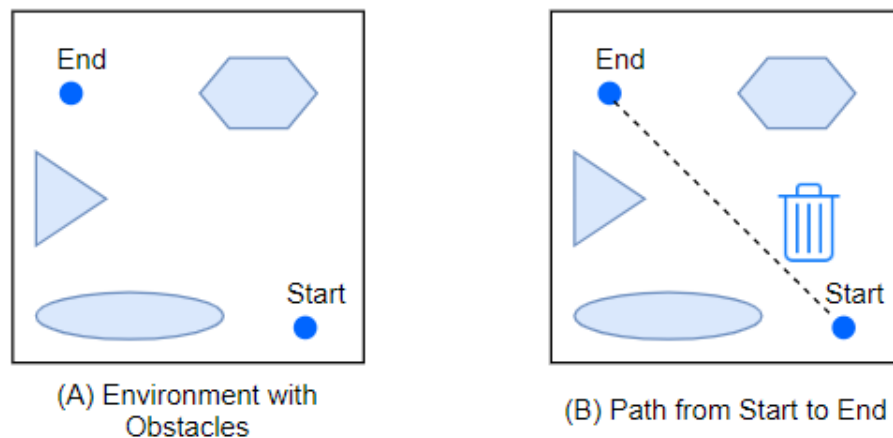 End
Start
(A) Environment with
Obstacles
End
Start
(B) Path from Start to End